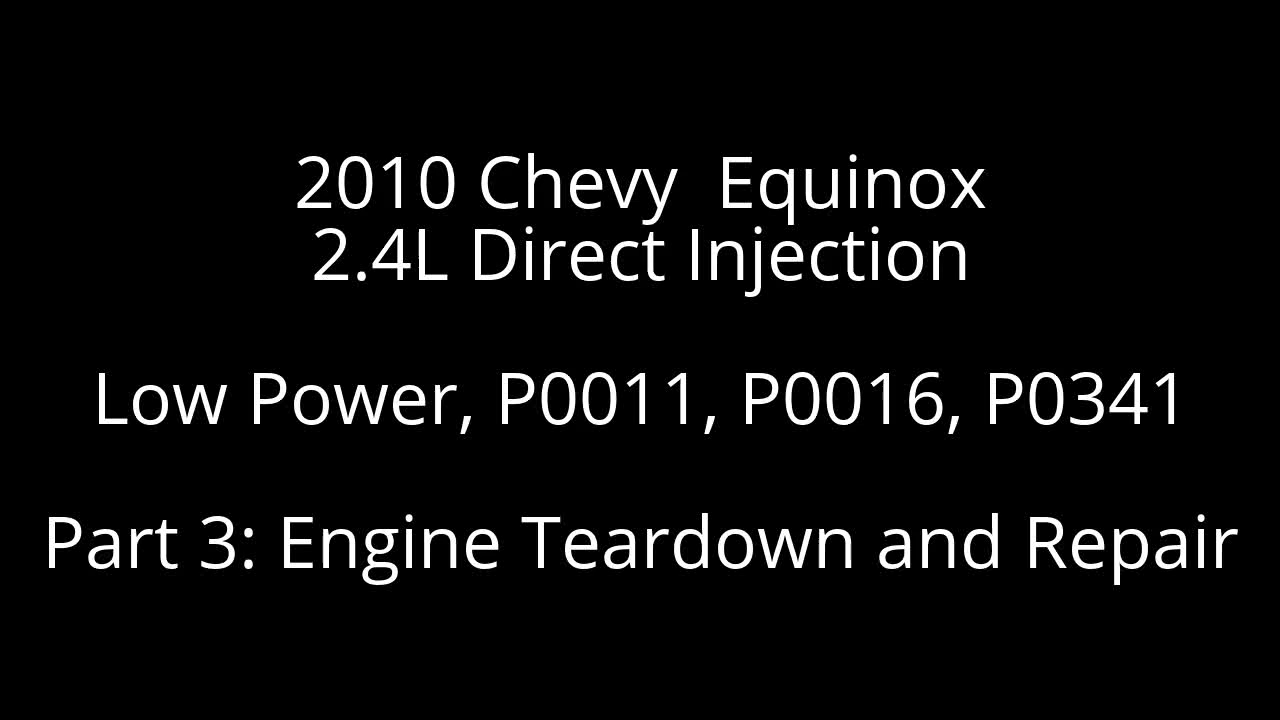 2010 Chevy  Equinox
2.4L Direct Injection
Low Power, P0011, P0016, P0341
Part 3: Engine Teardown and Repair